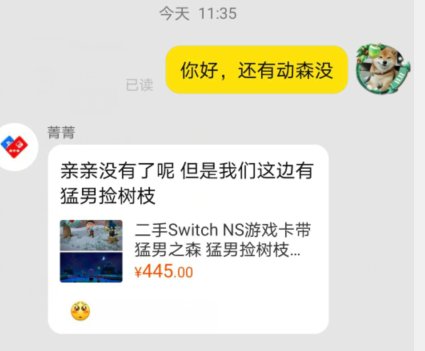 今天 11:35
你好，还有动森没
已读
菁菁
亲亲没有了呢 但是我们这边有
猛男捡树枝
二手Switch NS游戏卡带
猛男之森 猛男捡树枝...
¥445.00